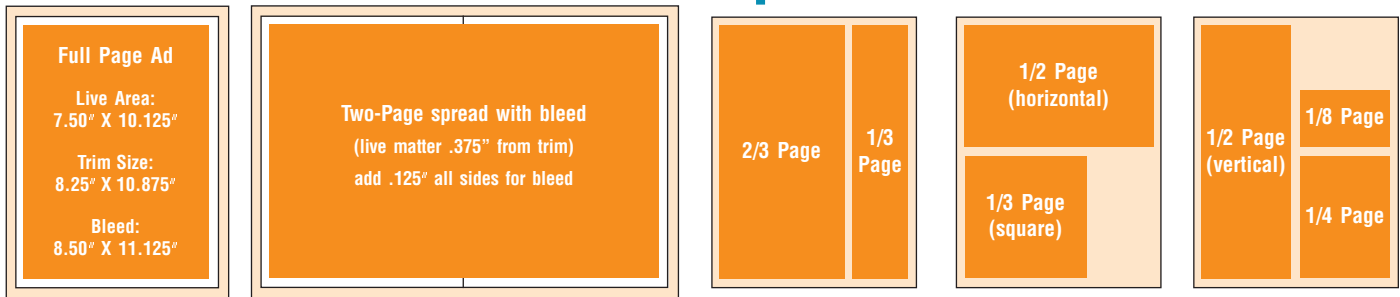 Full Page Ad
Live Area:
7.50" X 10.125"
Trim Size:
8.25" X 10.875"
Bleed:
8.50" X 11.125"
Two-Page spread with bleed
(live matter .375” from trim)
add .125" all sides for bleed
2/3 Page
1/3
Page
1/2 Page
(horizontal)
1/3 Page
(square)
1/2 Page
(vertical)
1/8 Page
1/4 Page